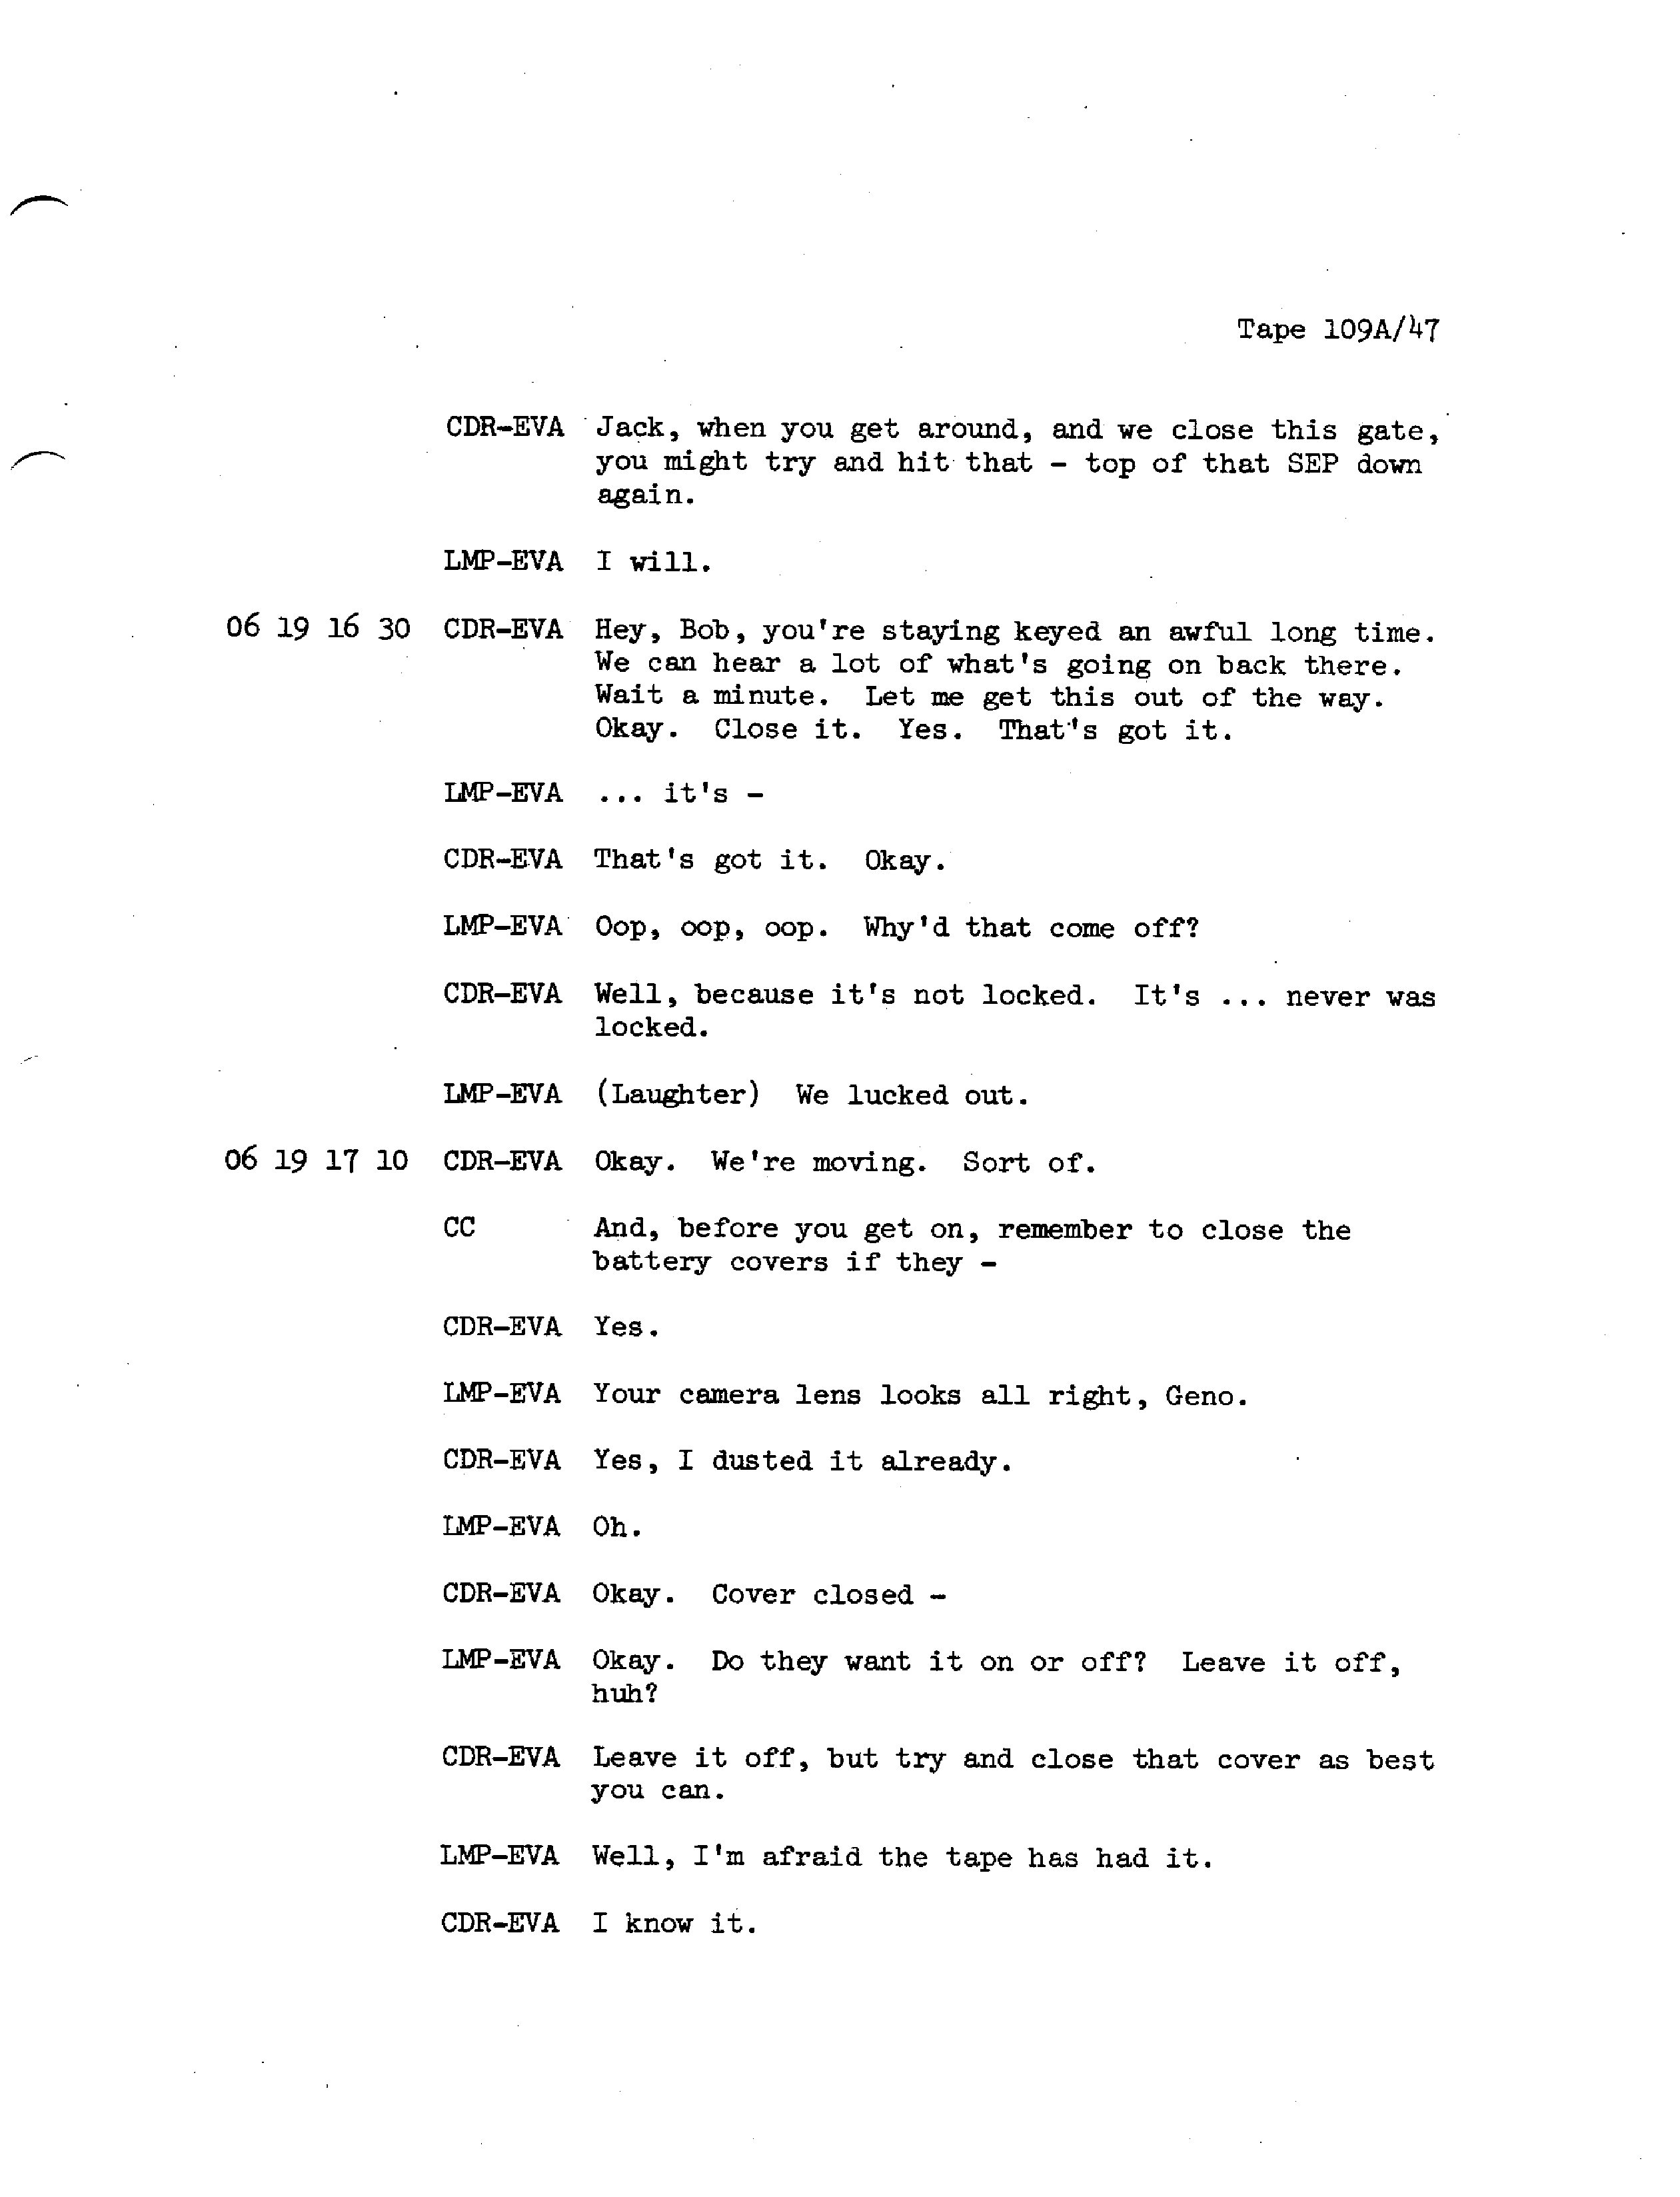 Tape 109A/47
CDR-EVA Jack, when you get around, and we close this gate,
you might try and hit that - top of that SEP down
again.
LMP-EVA I will.
06 19 16 30 CDR-EVA Hey, Bob, you're staying keyed an awful long time.
We can hear a lot of what's going on back there.
Wait a minute. Let me get this out of the way.
Okay. Close it. Yes. That's got it.
LMP-EVA ... it's -
CDR-EVA That's got it. Okay.
LMP-EVA Oop, oop, oop. Why'd that come off?
CDR-EVA Well, because it's not locked. It's ... never was
locked.
LMP-EVA (Laughter) We lucked out.
06 19 17 10 CDR-EVA Okay. We're moving. Sort of.
CC And, before you get on, remember to close the
battery covers if they -
CDR-EVA Yes.
LMP-EVA Your camera lens looks all right, Geno.
CDR-EVA Yes, I dusted it already.
LMP-EVA Oh.
CDR-EVA Okay. Cover closed -
LMP-EVA Okay. Do they want it on or off? Leave it off,
huh?
CDR-EVA Leave it off, but try and close that cover as best
you can.
LMP-EVA Well, I'm afraid the tape has had it.
CDR-EVA I know it.